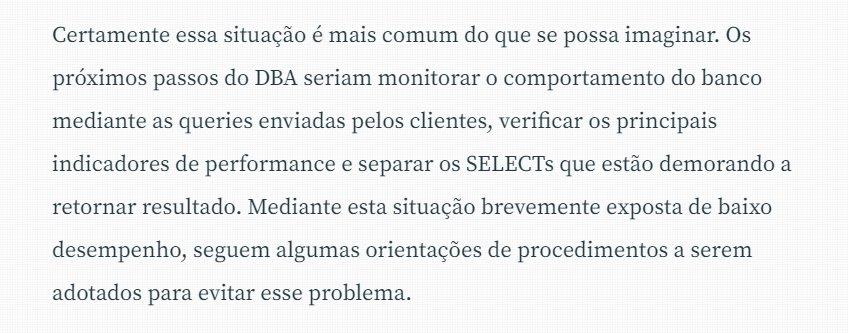 Certamente essa situação é mais comum do que se possa imaginar. Os
próximos passos do DBA seriam monitorar o comportamento do banco
mediante as queries enviadas pelos clientes, verificar os principais
indicadores de performance e separar os SELECTs que estão demorando a
retornar resultado. Mediante esta situação brevemente exposta de baixo
desempenho, seguem algumas orientações de procedimentos a serem
adotados para evitar esse problema.